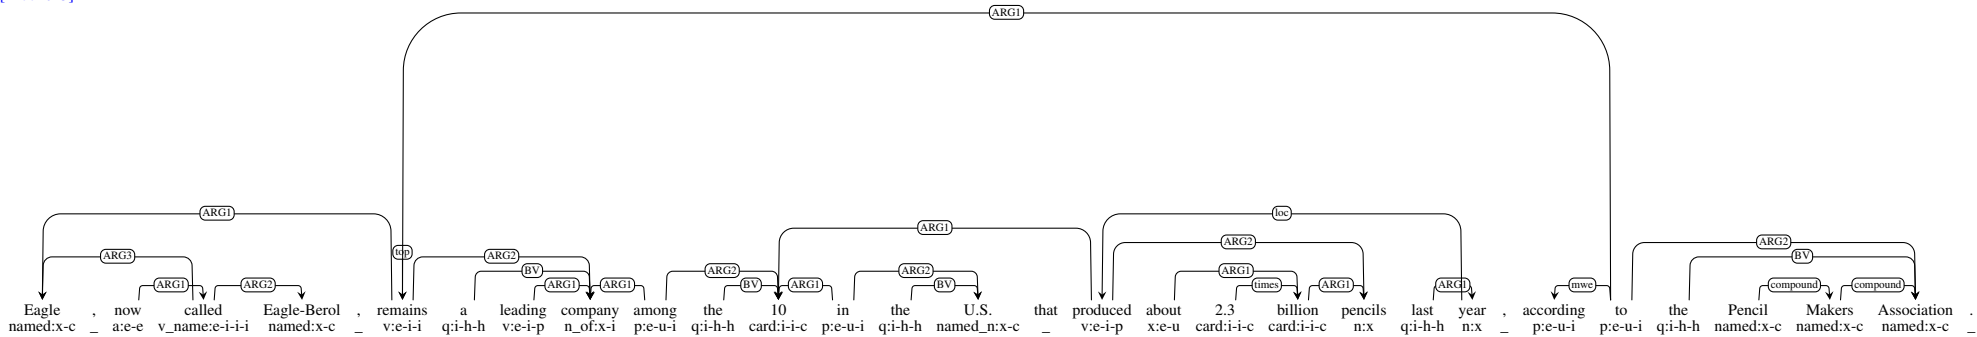 ARG1
ARG1 loc
ARG1
ARG2 ARG2
top
ARG3 ARG2 BV
BV ARG2 ARG2 ARG1
ARG1 ARG2 ARG1 ARG1 BV ARG1 BV times ARG1 ARG1 mwe compound compound
Eagle , now called Eagle-Berol , remains a leading company among the 10 in the U.S. that produced about 2.3 billion pencils last year , according to the Pencil Makers Association .
named:x-c _ a:e-e v_name:e-i-i-i named:x-c _ v:e-i-i q:i-h-h v:e-i-p n_of:x-i p:e-u-i q:i-h-h card:i-i-c p:e-u-i q:i-h-h named_n:x-c _ v:e-i-p x:e-u card:i-i-c card:i-i-c n:x q:i-h-h n:x _ p:e-u-i p:e-u-i q:i-h-h named:x-c named:x-c named:x-c _